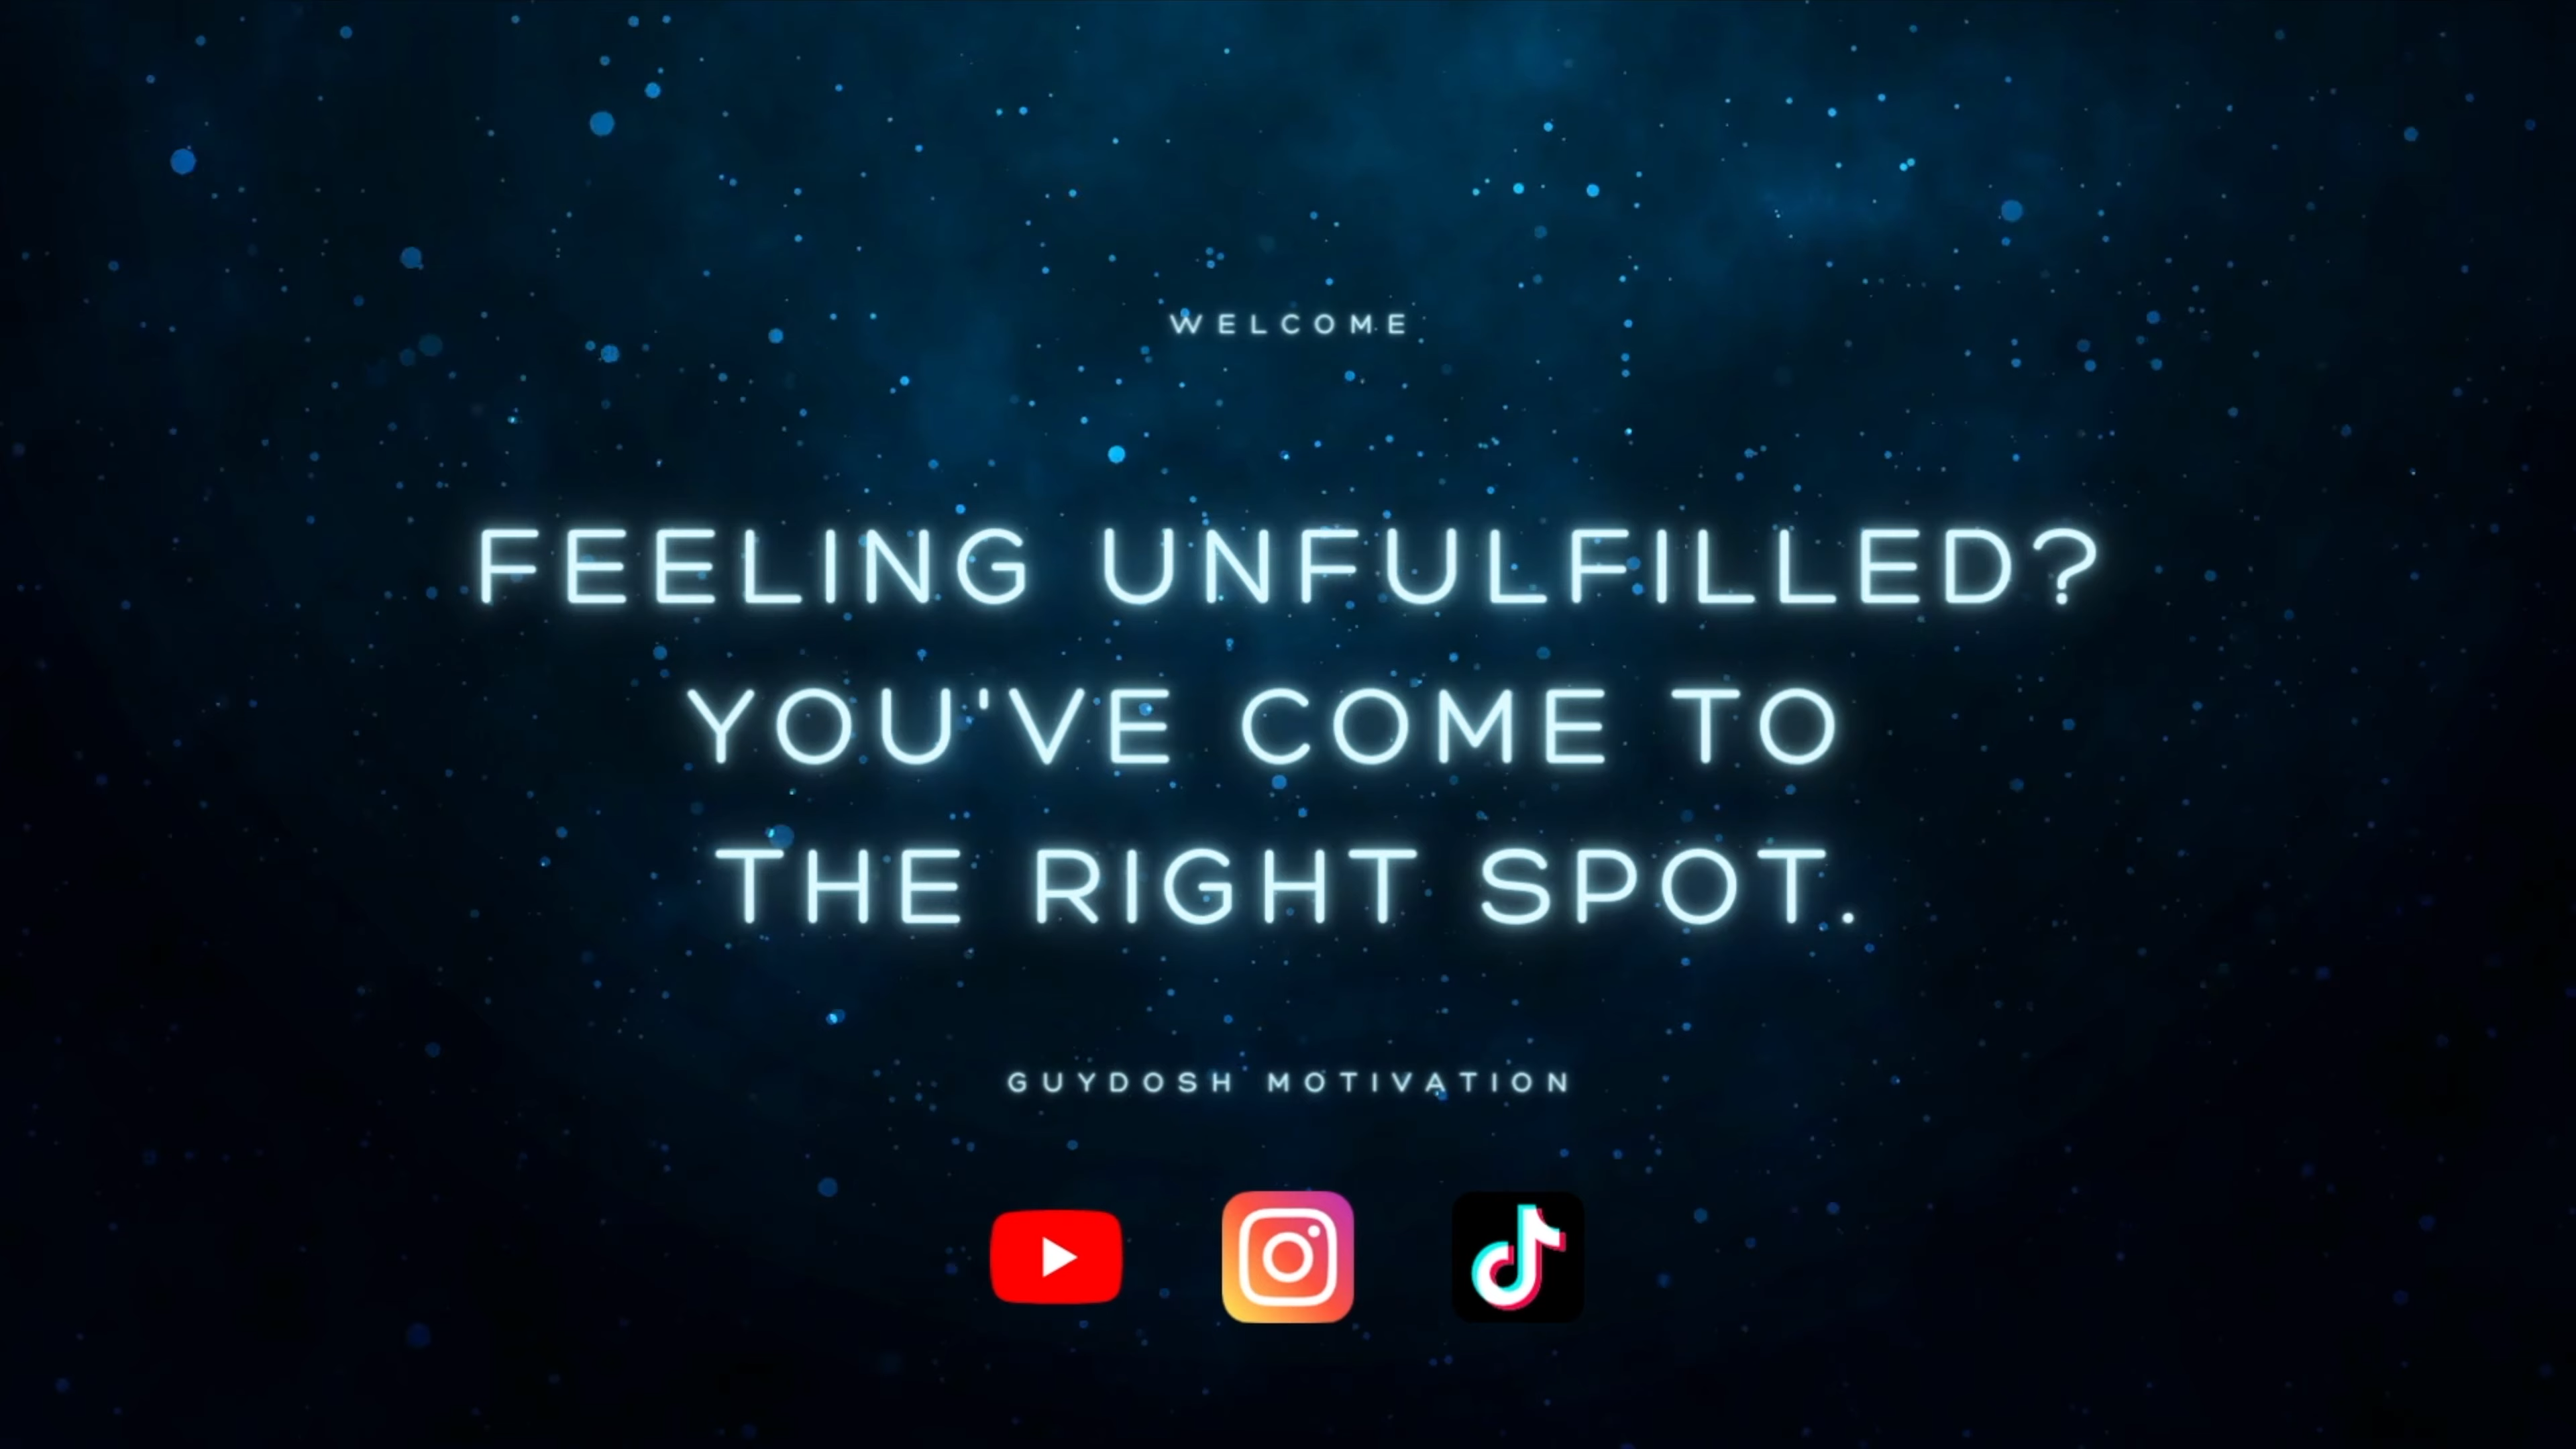 WELCOME
FEELING UNFULFILLED?
YOU'VE COME TO
THE RIGHT SPOT.
GUYDOSH MOTIVATION